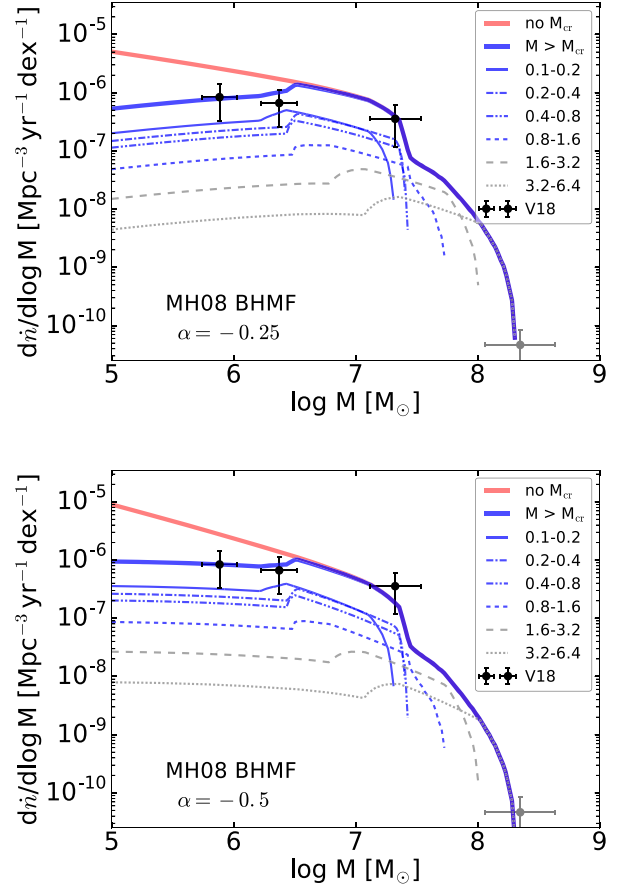 dṅ/dlog M [Mpc⁻³ yr⁻¹ dex⁻¹]
10⁻⁵
10⁻⁶
10⁻⁷
10⁻⁸
10⁻⁹
10⁻¹⁰
no M_cr
M > M_cr
0.1-0.2
0.2-0.4
0.4-0.8
0.8-1.6
1.6-3.2
3.2-6.4
V18
MH08 BHMF
α = −0.25
5 6 7 8 9
log M [M⊙]
dṅ/dlog M [Mpc⁻³ yr⁻¹ dex⁻¹]
10⁻⁵
10⁻⁶
10⁻⁷
10⁻⁸
10⁻⁹
10⁻¹⁰
no M_cr
M > M_cr
0.1-0.2
0.2-0.4
0.4-0.8
0.8-1.6
1.6-3.2
3.2-6.4
V18
MH08 BHMF
α = −0.5
5 6 7 8 9
log M [M⊙]